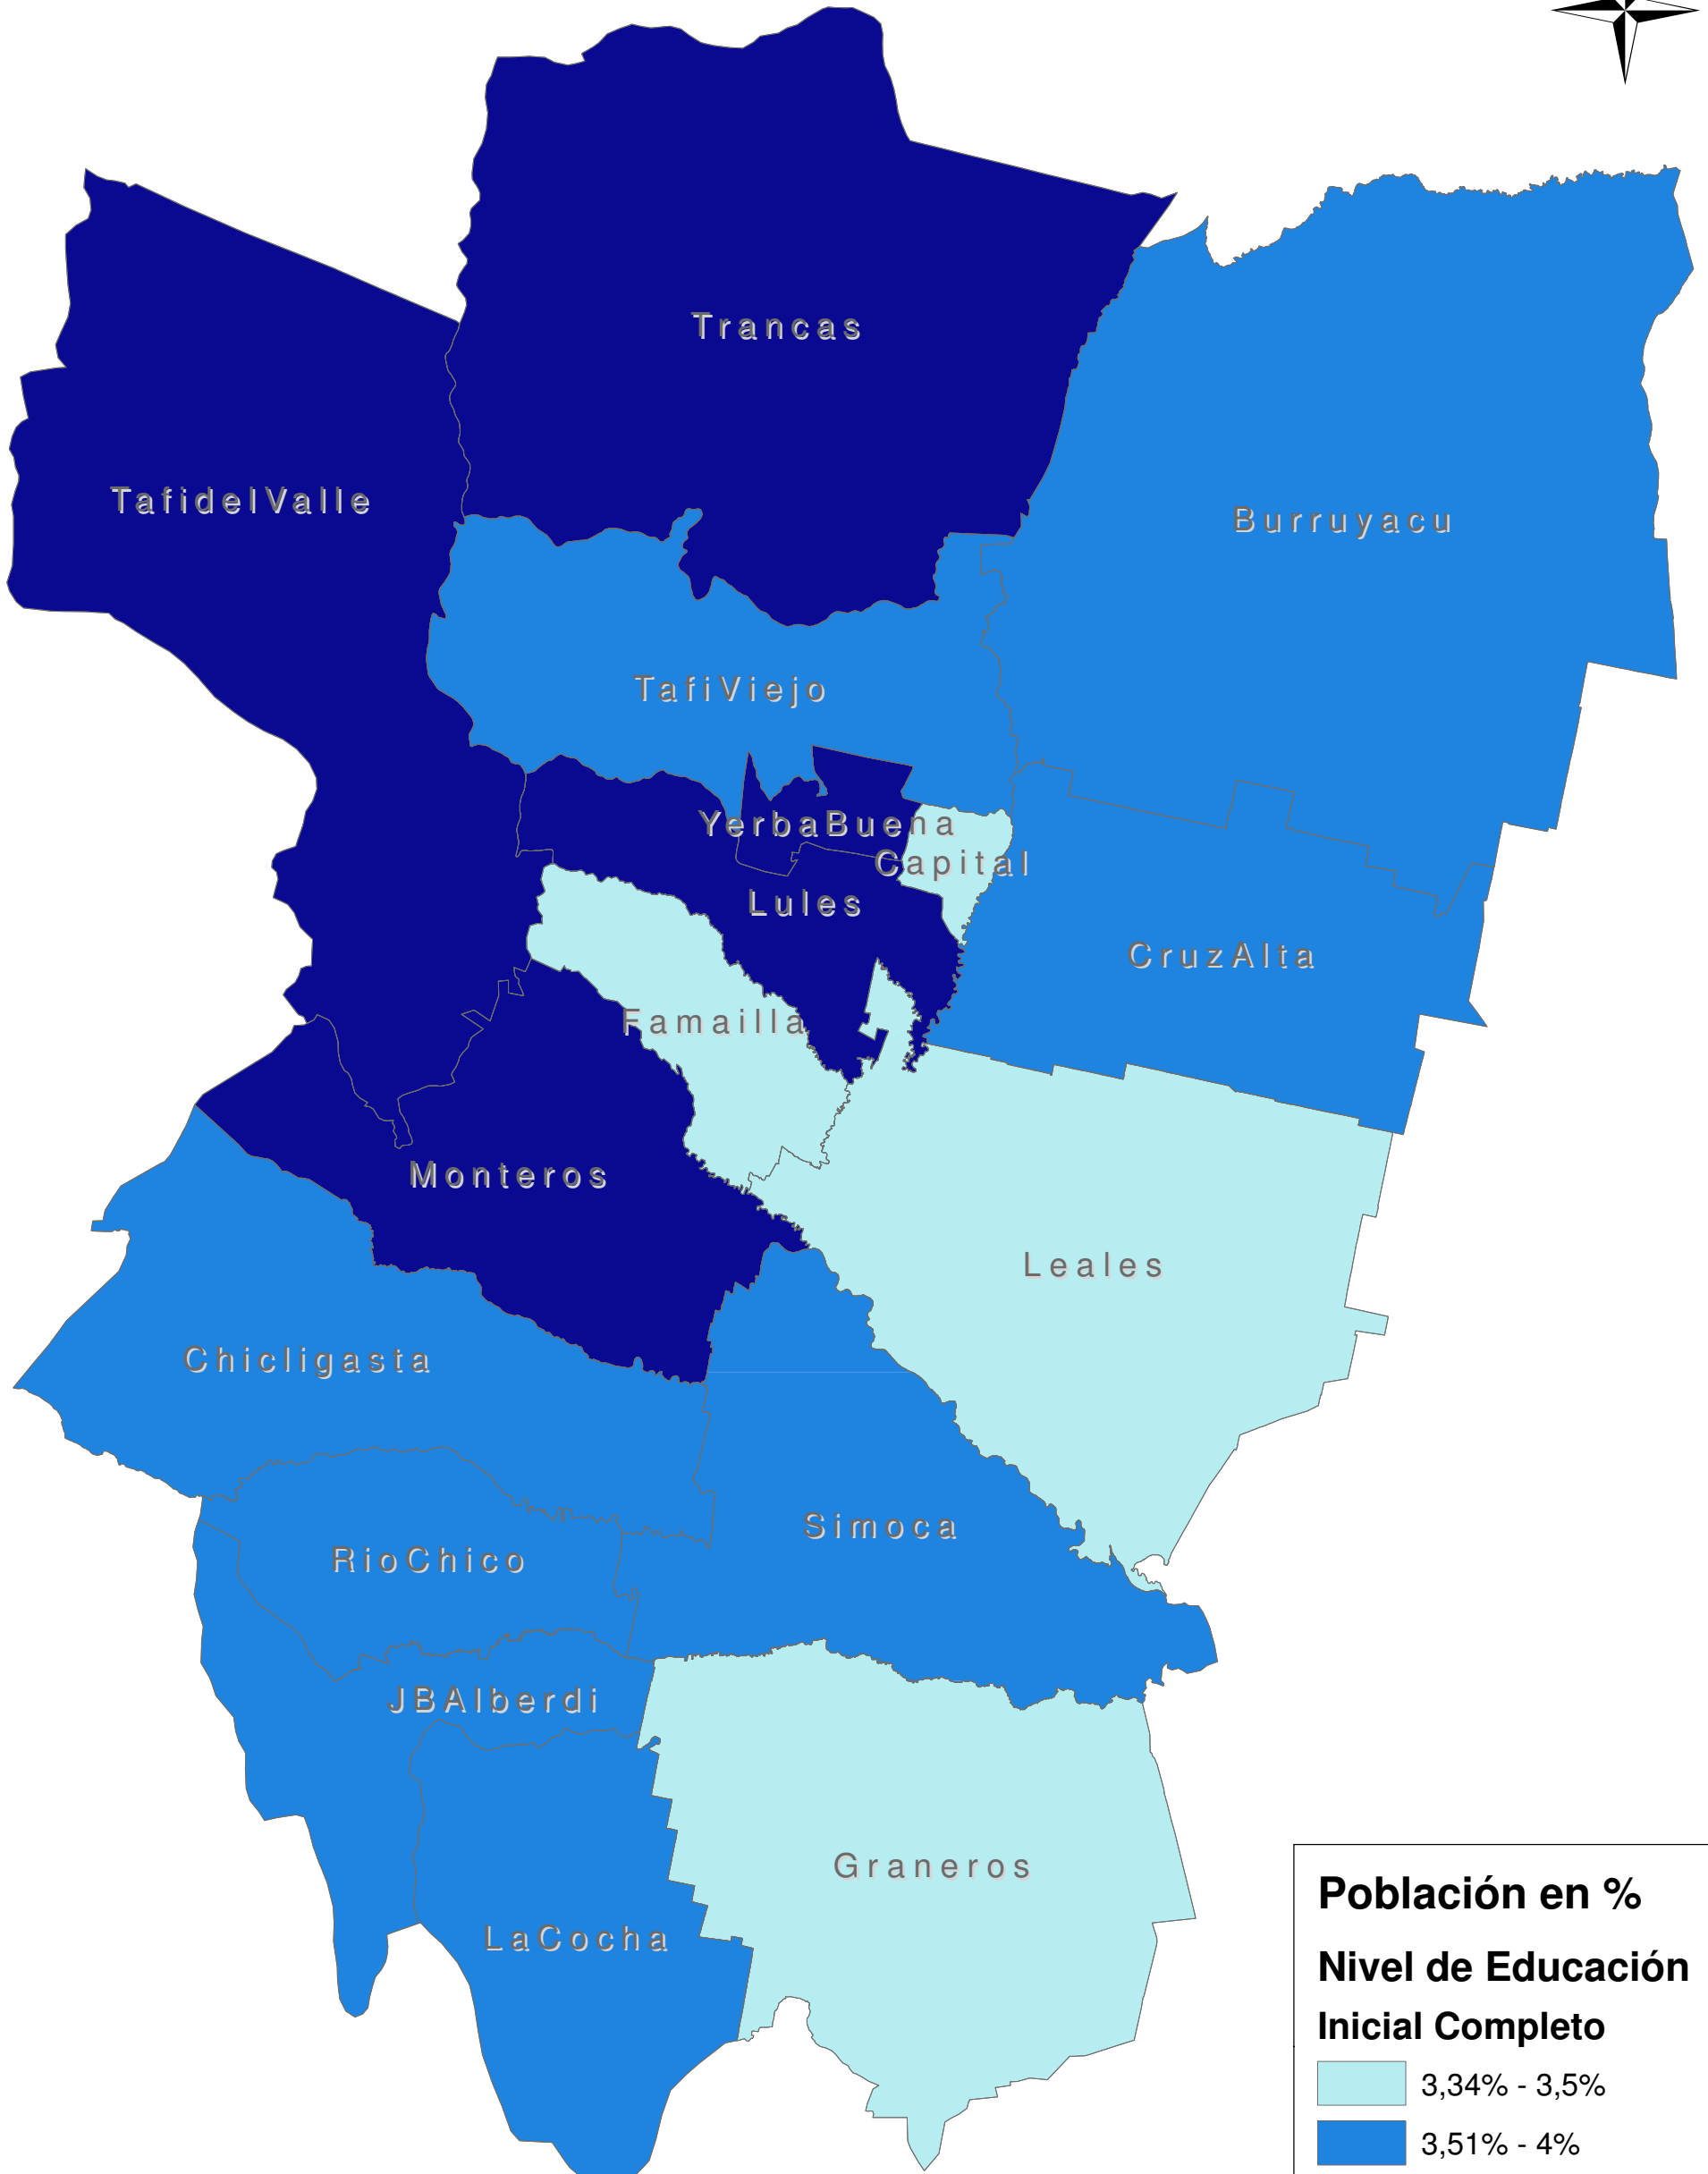 Trancas
TafidelValle
Burruyacu
TafiViejo
YerbaBuena
Capital
Lules
CruzAlta
Famailla
Monteros
Leales
Chicligasta
Simoca
RioChico
JBAlberdi
Graneros
LaCocha
Población en %
Nivel de Educación
Inicial Completo
3,34% - 3,5%
3,51% - 4%